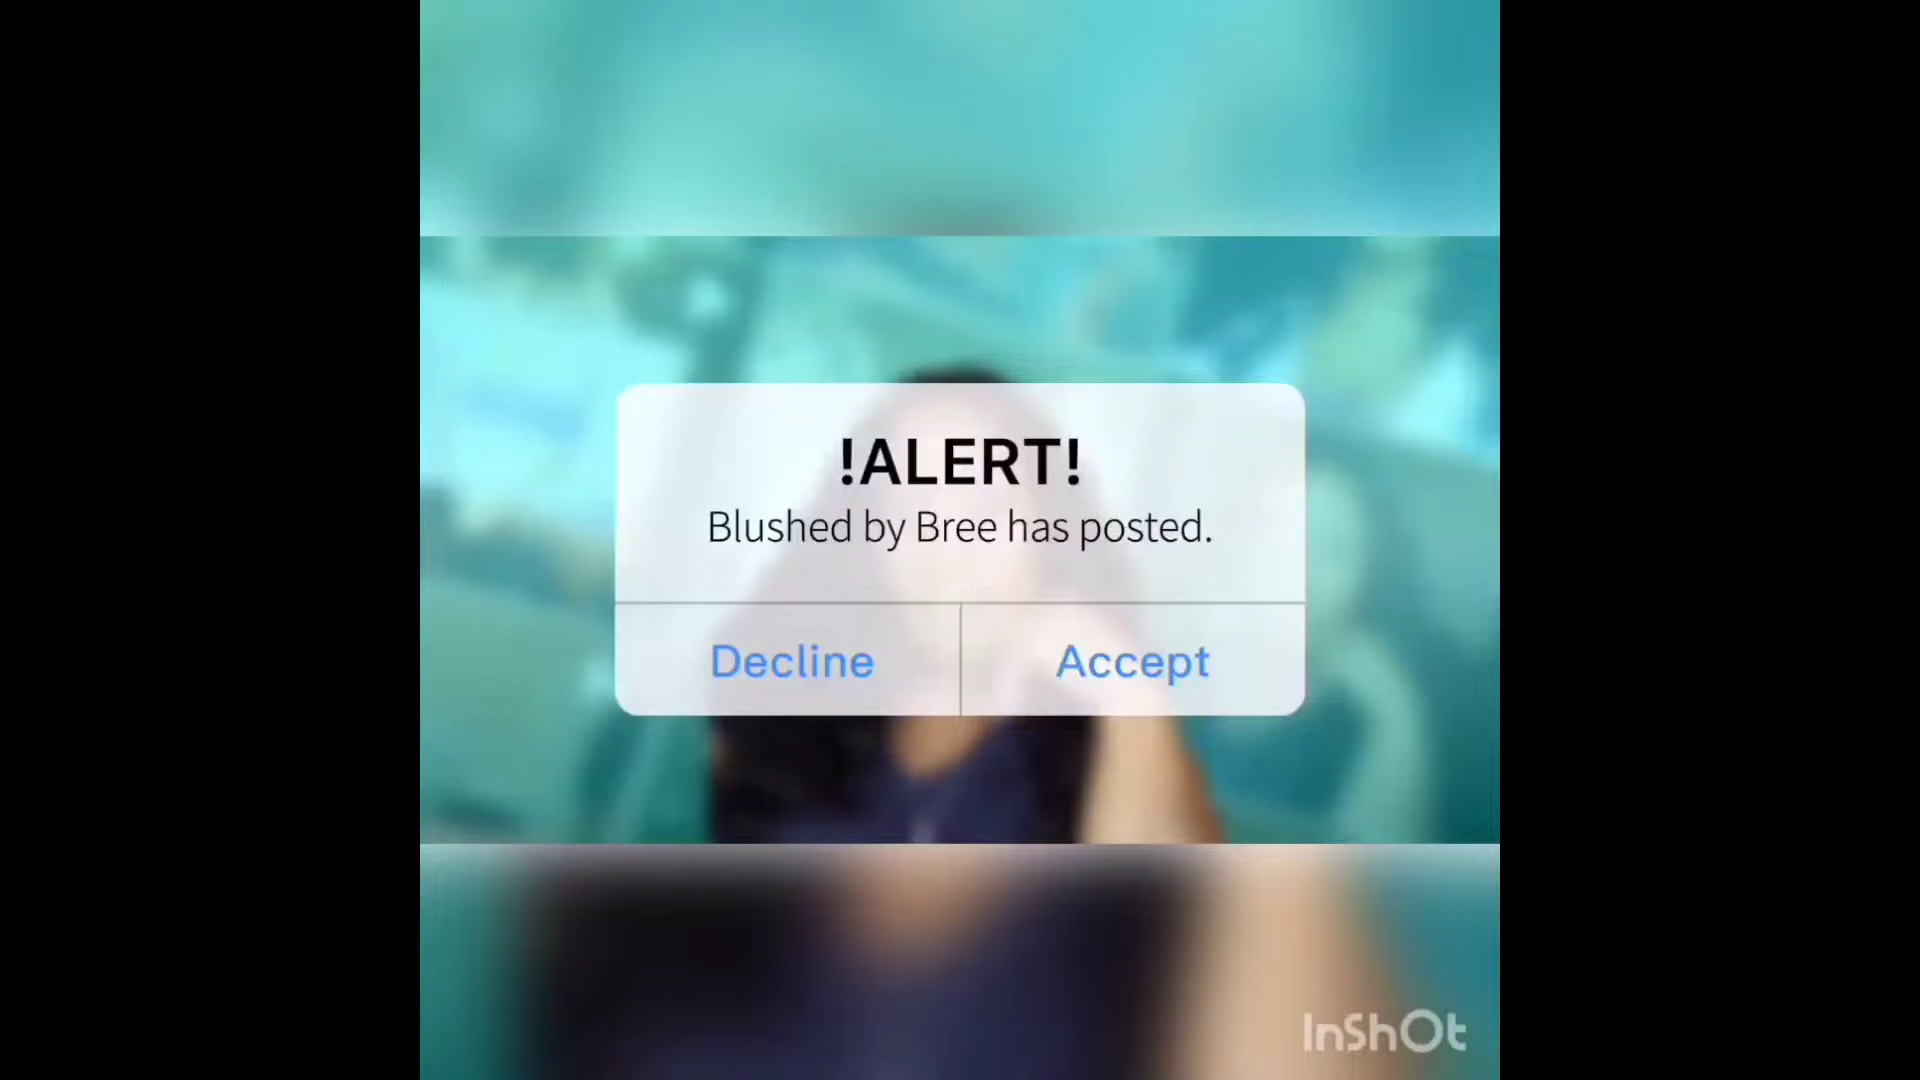 !ALERT!
Blushed by Bree has posted.
Decline
Accept
InShOt